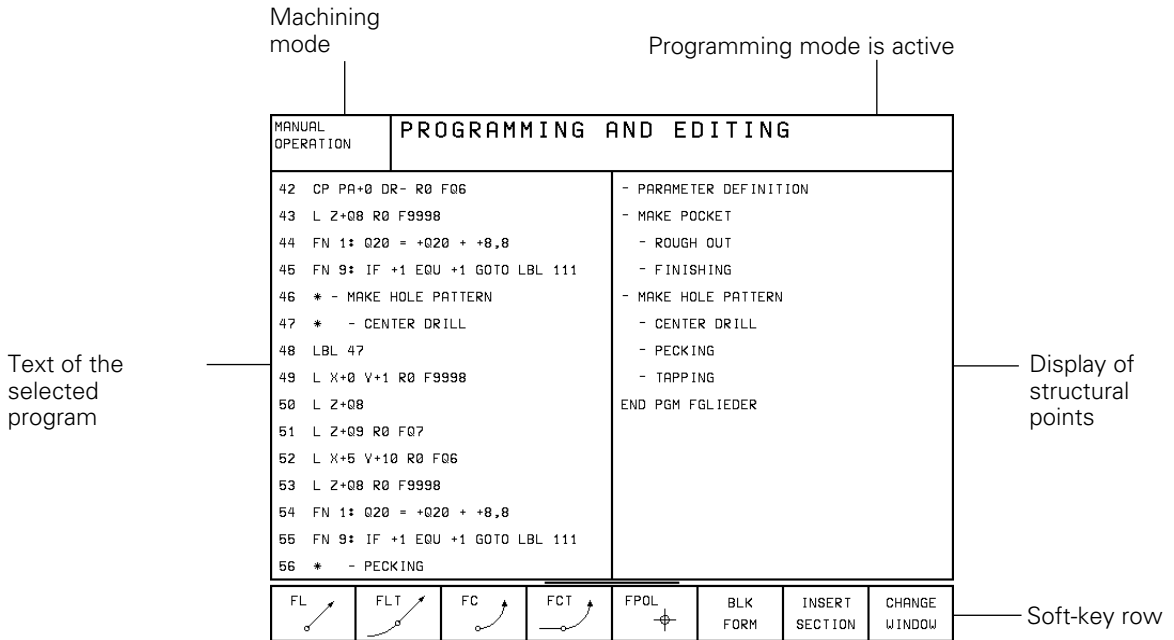 Machining
mode
Programming mode is active
MANUAL
OPERATION
PROGRAMMING AND EDITING
42 CP PA+0 DR- R0 FQ6
43 L Z+Q8 R0 F9998
44 FN 1: Q20 = +Q20 + +8,8
45 FN 9: IF +1 EQU +1 GOTO LBL 111
46 * - MAKE HOLE PATTERN
47 * - CENTER DRILL
48 LBL 47
49 L X+0 Y+1 R0 F9998
50 L Z+Q8
51 L Z+Q9 R0 FQ7
52 L X+5 Y+10 R0 FQ6
53 L Z+Q8 R0 F9998
54 FN 1: Q20 = +Q20 + +8,8
55 FN 9: IF +1 EQU +1 GOTO LBL 111
56 * - PECKING
- PARAMETER DEFINITION
- MAKE POCKET
- ROUGH OUT
- FINISHING
- MAKE HOLE PATTERN
- CENTER DRILL
- PECKING
- TAPPING
END PGM FGLIEDER
Text of the
selected
program
Display of
structural
points
FL
FLT
FC
FCT
FPOL
BLK
FORM
INSERT
SECTION
CHANGE
WINDOW
Soft-key row